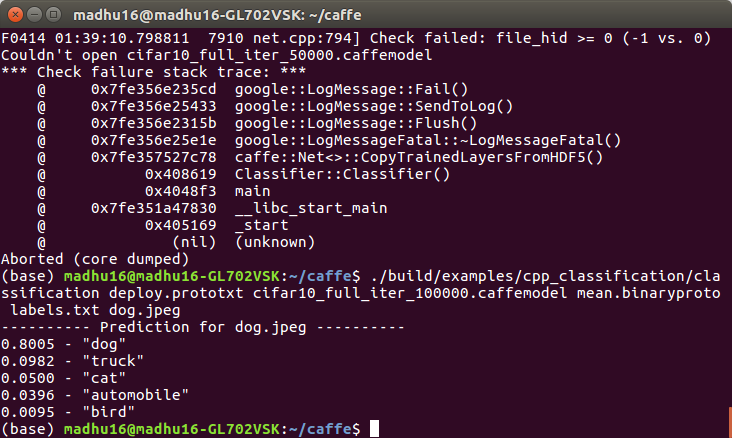 madhu16@madhu16-GL702VSK: ~/caffe
F0414 01:39:10.798811  7910 net.cpp:794] Check failed: file_hid >= 0 (-1 vs. 0)
Couldn't open cifar10_full_iter_50000.caffemodel
*** Check failure stack trace: ***
    @     0x7fe356e235cd  google::LogMessage::Fail()
    @     0x7fe356e25433  google::LogMessage::SendToLog()
    @     0x7fe356e2315b  google::LogMessage::Flush()
    @     0x7fe356e25e1e  google::LogMessageFatal::~LogMessageFatal()
    @     0x7fe357527c78  caffe::Net<>::CopyTrainedLayersFromHDF5()
    @           0x408619  Classifier::Classifier()
    @           0x4048f3  main
    @     0x7fe351a47830  __libc_start_main
    @           0x405169  _start
    @              (nil)  (unknown)
Aborted (core dumped)
(base) madhu16@madhu16-GL702VSK:~/caffe$ ./build/examples/cpp_classification/cla
ssification deploy.prototxt cifar10_full_iter_100000.caffemodel mean.binaryproto
 labels.txt dog.jpeg
---------- Prediction for dog.jpeg ----------
0.8005 - "dog"
0.0982 - "truck"
0.0500 - "cat"
0.0396 - "automobile"
0.0095 - "bird"
(base) madhu16@madhu16-GL702VSK:~/caffe$